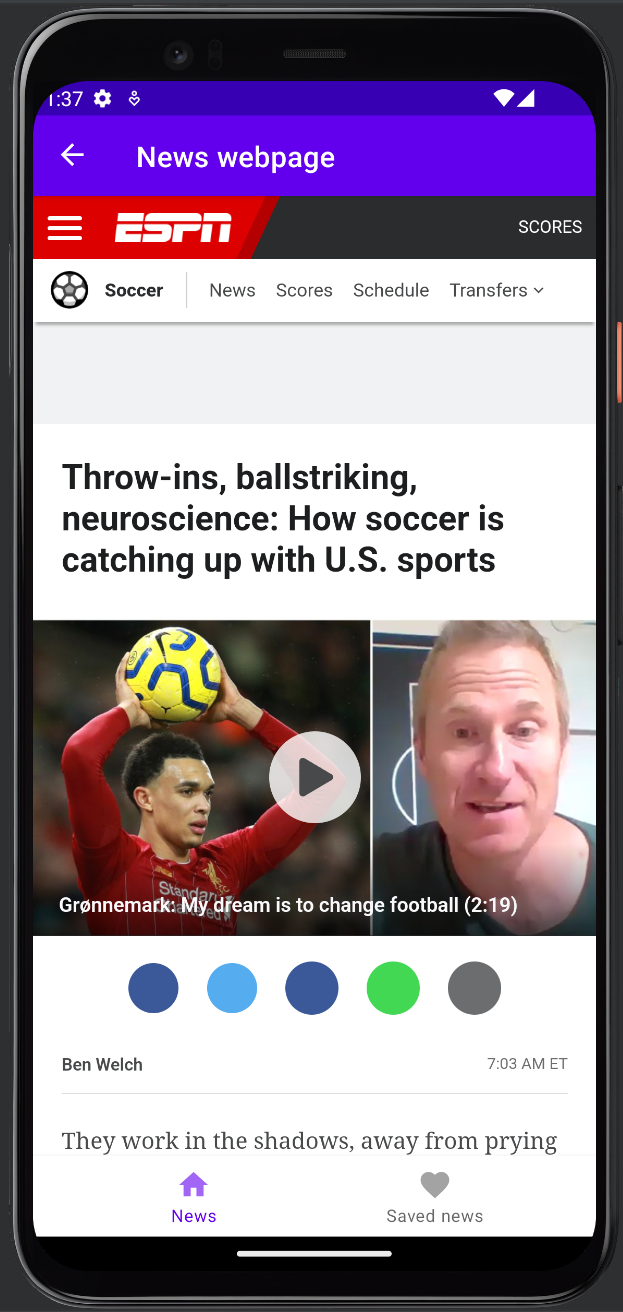 1:37
News webpage
ESPN
SCORES
Soccer
News
Scores
Schedule
Transfers
Throw-ins, ballstriking,
neuroscience: How soccer is
catching up with U.S. sports
Standard
Chartered
Grønnemark: My dream is to change football (2:19)
Ben Welch
7:03 AM ET
They work in the shadows, away from prying
News
Saved news